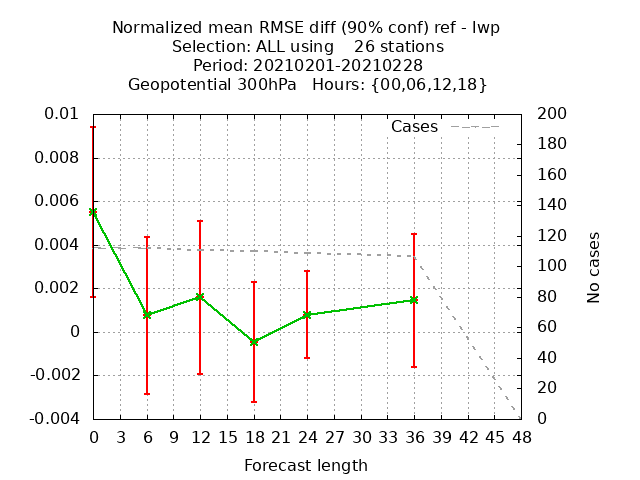 Normalized mean RMSE diff (90% conf) ref - lwp
Selection: ALL using    26 stations
Period: 20210201-20210228
Geopotential 300hPa   Hours: {00,06,12,18}
Cases
0.01
0.008
0.006
0.004
0.002
0
-0.002
-0.004
200
180
160
140
120
100
80
60
40
20
0
No cases
0 3 6 9 12 15 18 21 24 27 30 33 36 39 42 45 48
Forecast length